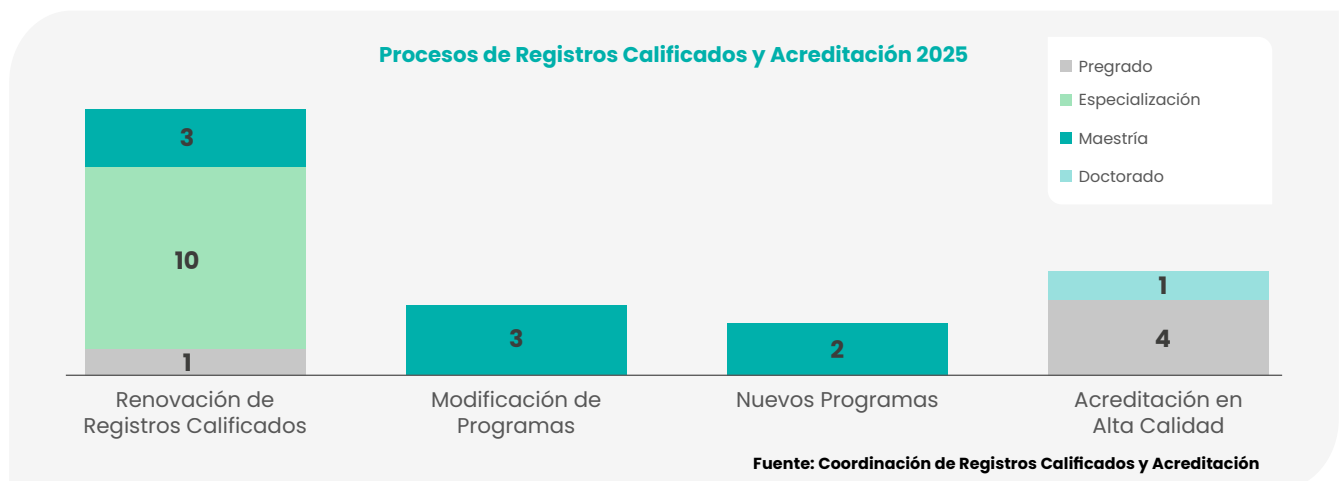 Procesos de Registros Calificados y Acreditación 2025
Pregrado
Especialización
Maestría
Doctorado
3
10
1
3
2
1
4
Renovación de
Registros Calificados
Modificación de
Programas
Nuevos Programas
Acreditación en
Alta Calidad
Fuente: Coordinación de Registros Calificados y Acreditación